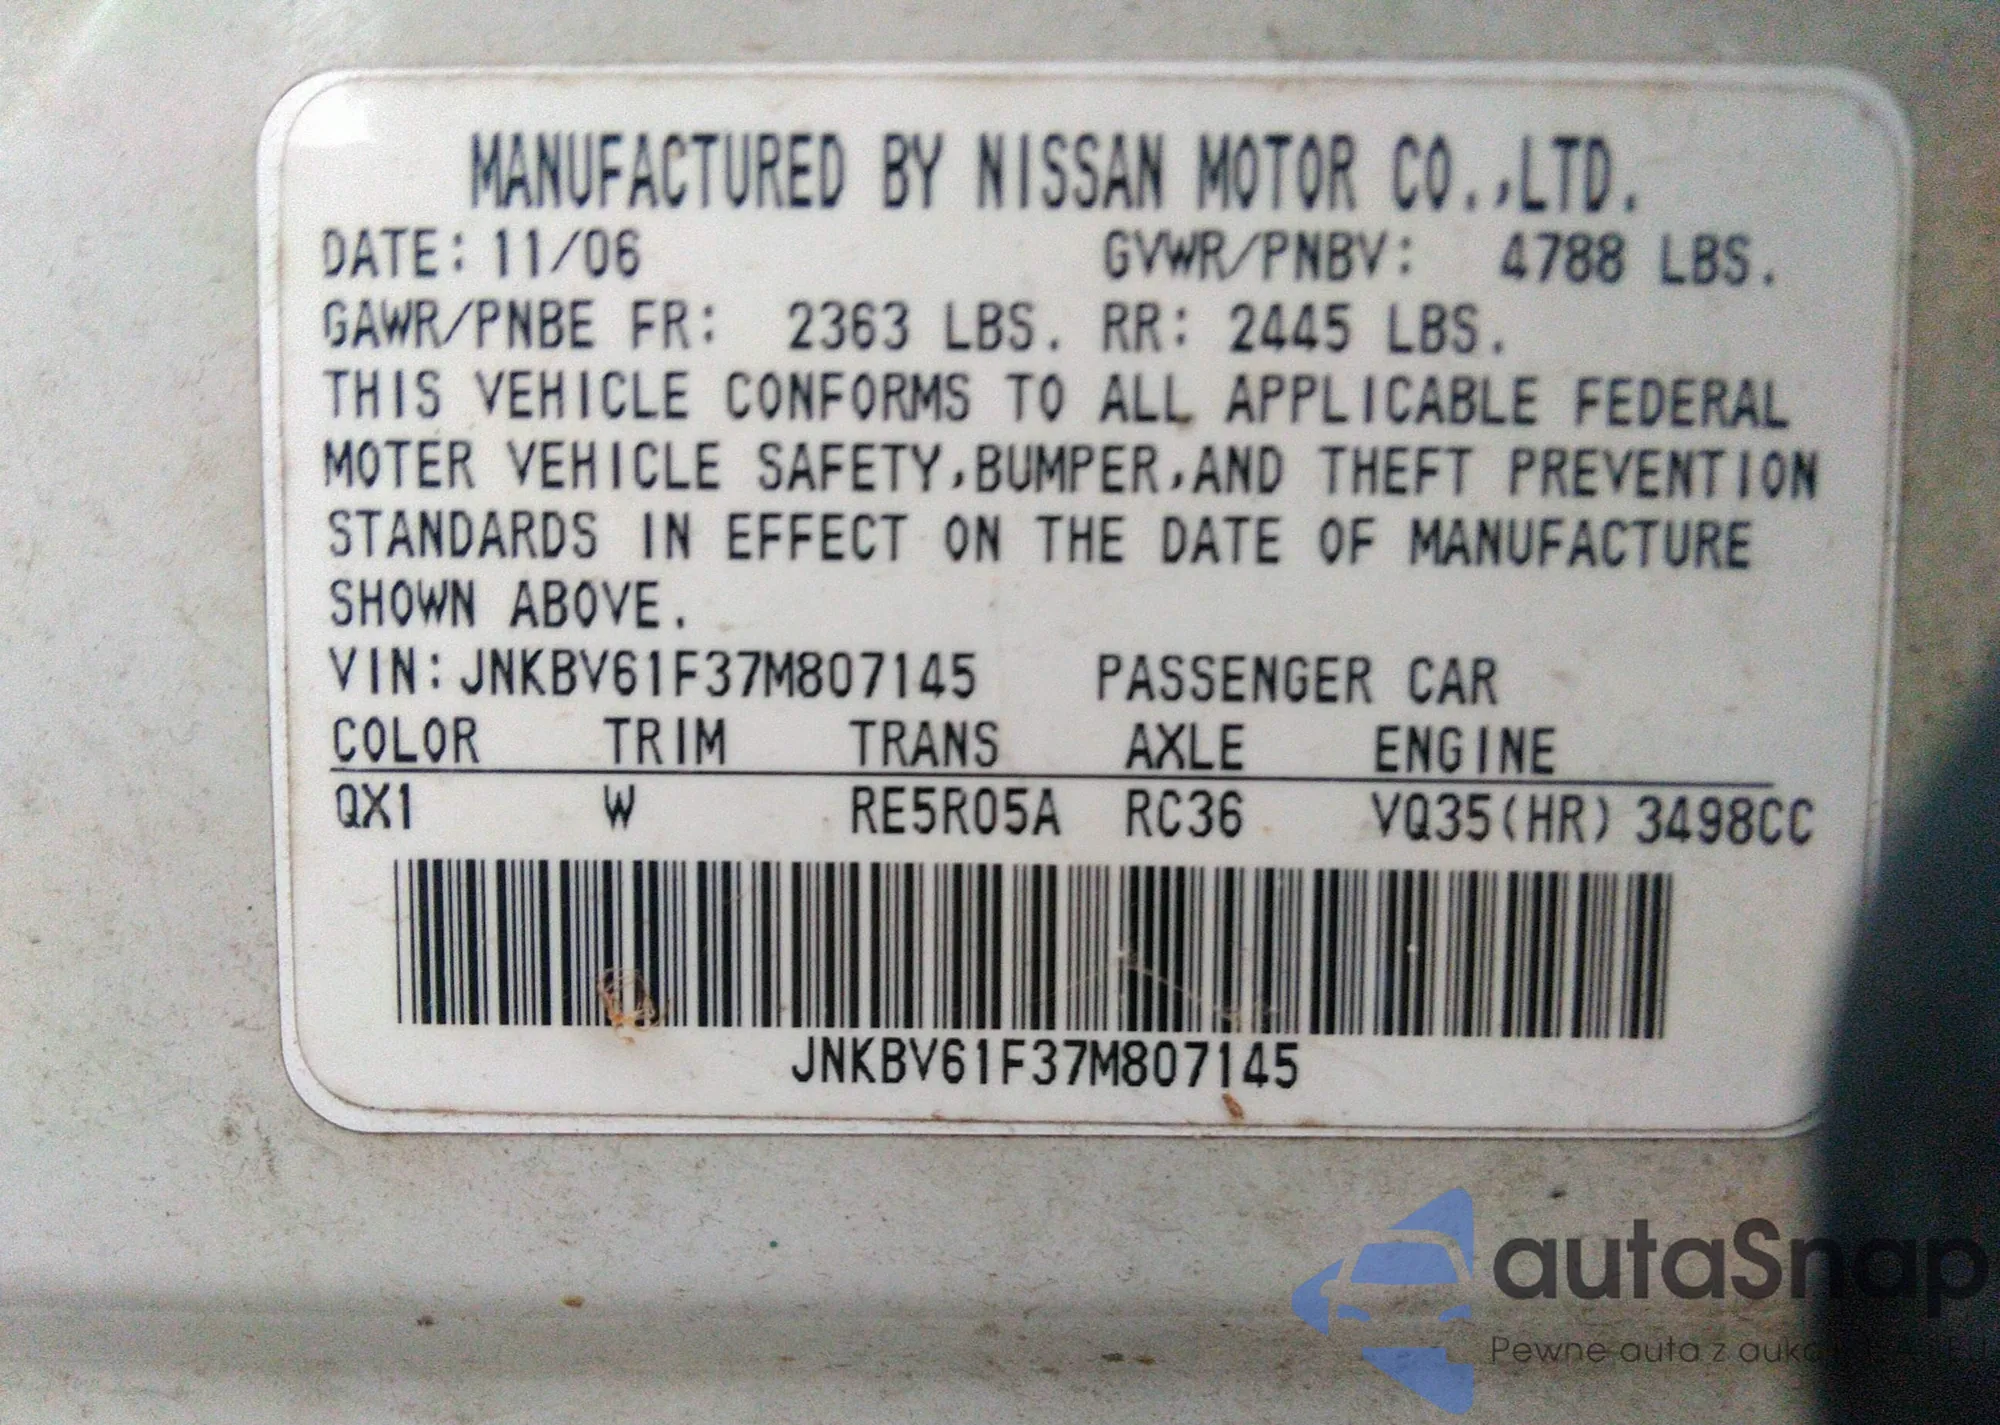 MANUFACTURED BY NISSAN MOTOR CO.,LTD.
DATE: 11/06 GVWR/PNBV: 4788 LBS.
GAWR/PNBE FR: 2363 LBS. RR: 2445 LBS.
THIS VEHICLE CONFORMS TO ALL APPLICABLE FEDERAL
MOTER VEHICLE SAFETY,BUMPER,AND THEFT PREVENTION
STANDARDS IN EFFECT ON THE DATE OF MANUFACTURE
SHOWN ABOVE.
VIN:JNKBV61F37M807145 PASSENGER CAR
COLOR TRIM TRANS AXLE ENGINE
QX1 W RE5R05A RC36 VQ35(HR) 3498CC
JNKBV61F37M807145
autaSnap
Pewne auta z